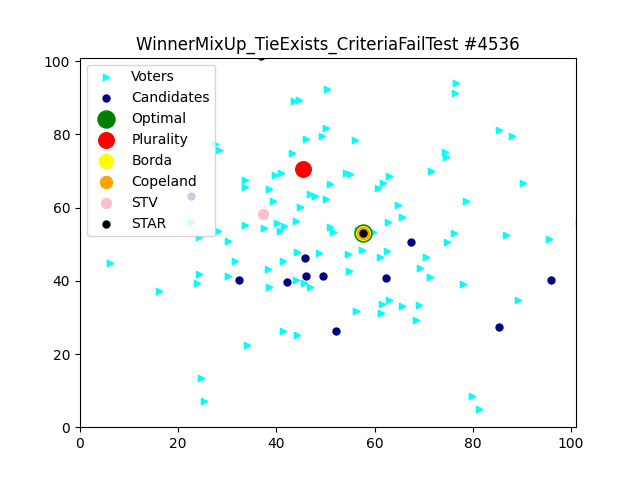 WinnerMixUp_TieExists_CriteriaFailTest #4536
100
80
60
40
20
0
Voters
Candidates
Optimal
Plurality
Borda
Copeland
STV
STAR
0 20 40 60 80 100